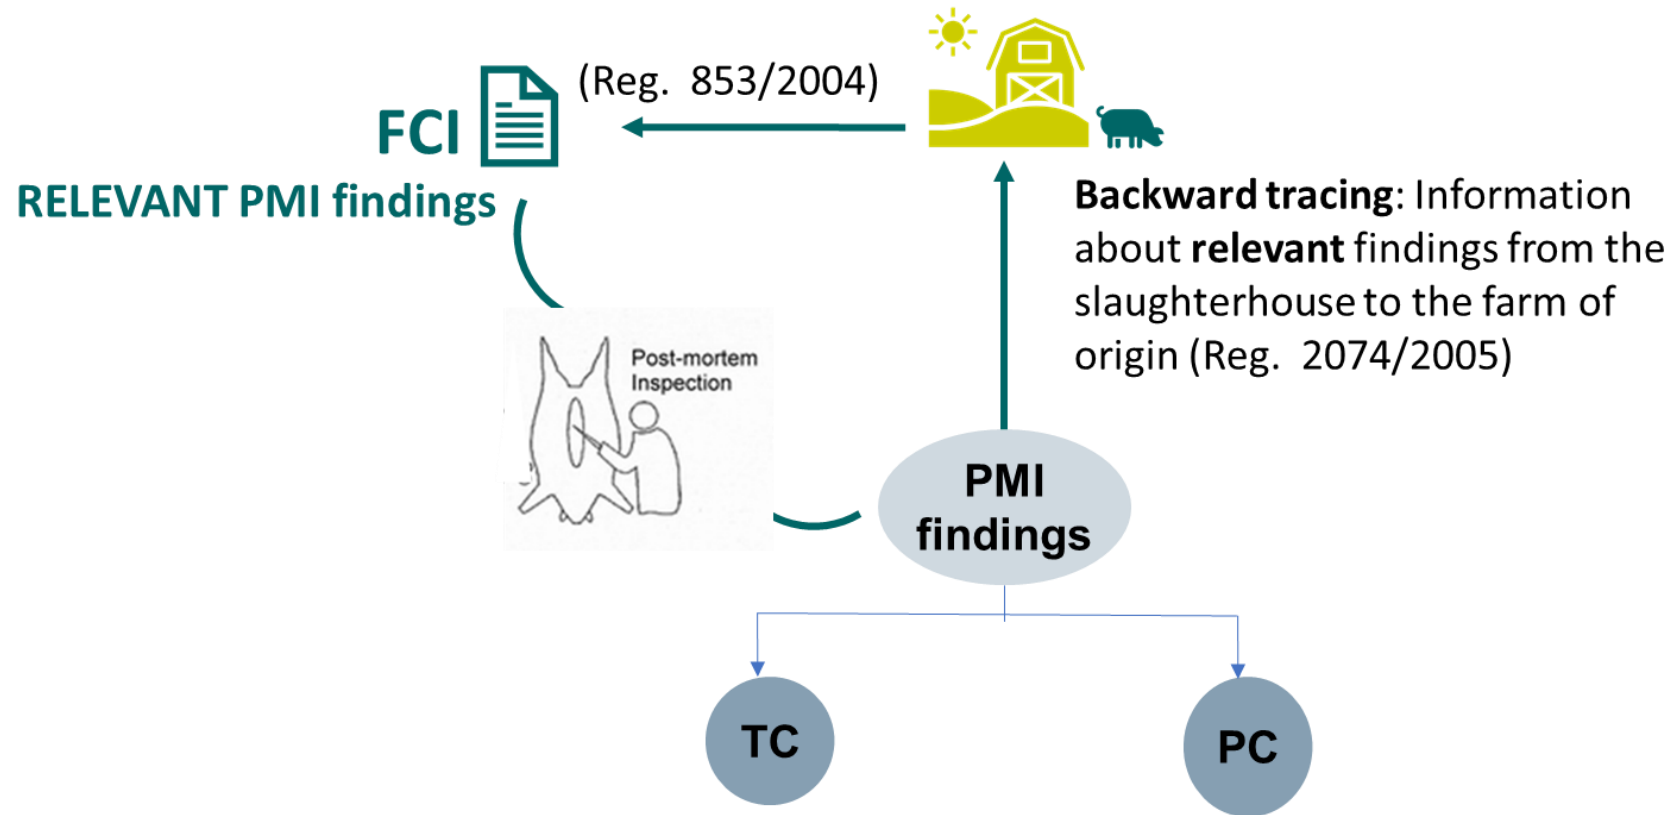 (Reg. 853/2004)
FCI
RELEVANT PMI findings
Backward tracing: Information
about relevant findings from the
slaughterhouse to the farm of
origin (Reg. 2074/2005)
Post-mortem
Inspection
PMI
findings
TC
PC